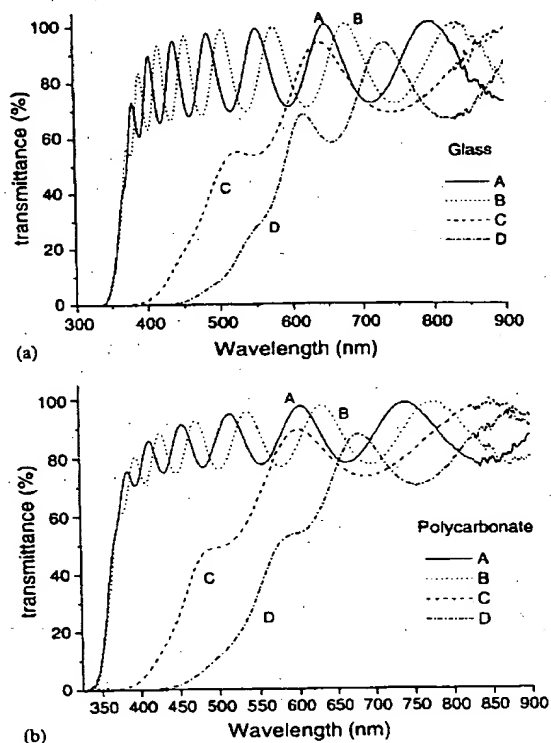 A B
100
80
60
40
20
0
transmittance (%)
C
D
Glass
A
B
C
D
300 400 500 600 700 800 900
(a)
Wavelength (nm)
A
B
100
80
60
40
20
0
transmittance (%)
C
D
Polycarbonate
A
B
C
D
350 400 450 500 550 600 650 700 750 800 850 900
(b)
Wavelength (nm)